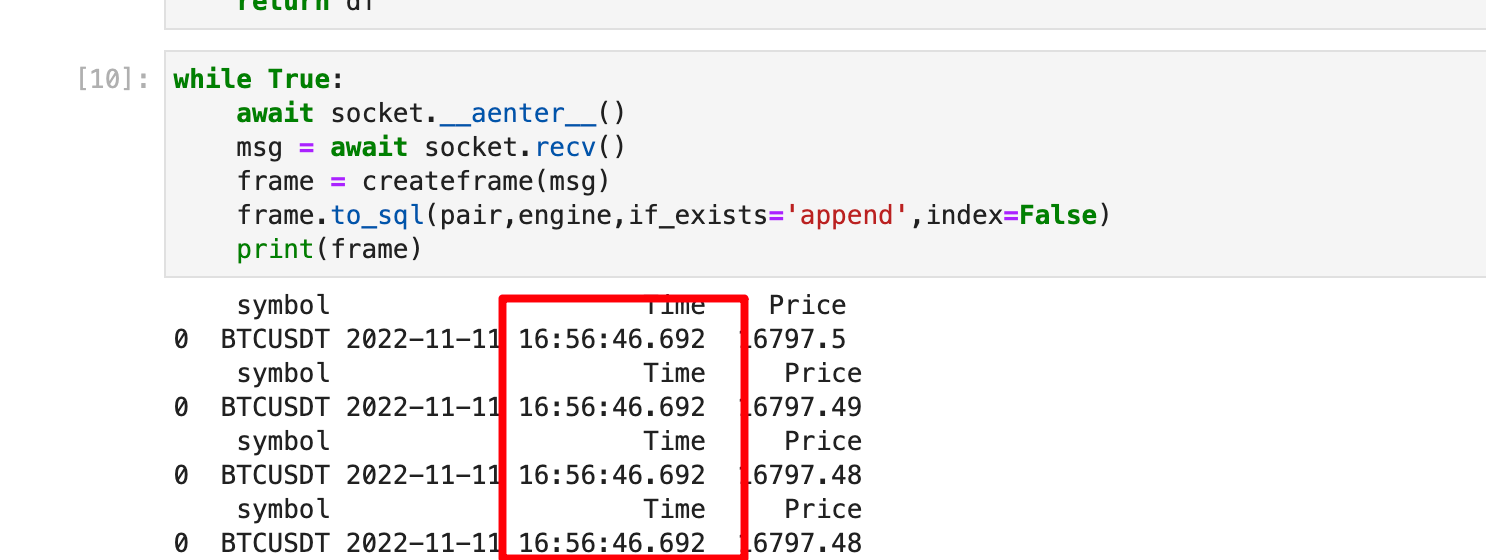 return df
[10]: while True:
await socket.__aenter__()
msg = await socket.recv()
frame = createframe(msg)
frame.to_sql(pair,engine,if_exists='append',index=False)
print(frame)
symbol Time Price
0 BTCUSDT 2022-11-11 16:56:46.692 16797.5
symbol Time Price
0 BTCUSDT 2022-11-11 16:56:46.692 16797.49
symbol Time Price
0 BTCUSDT 2022-11-11 16:56:46.692 16797.48
symbol Time Price
0 BTCUSDT 2022-11-11 16:56:46.692 16797.48